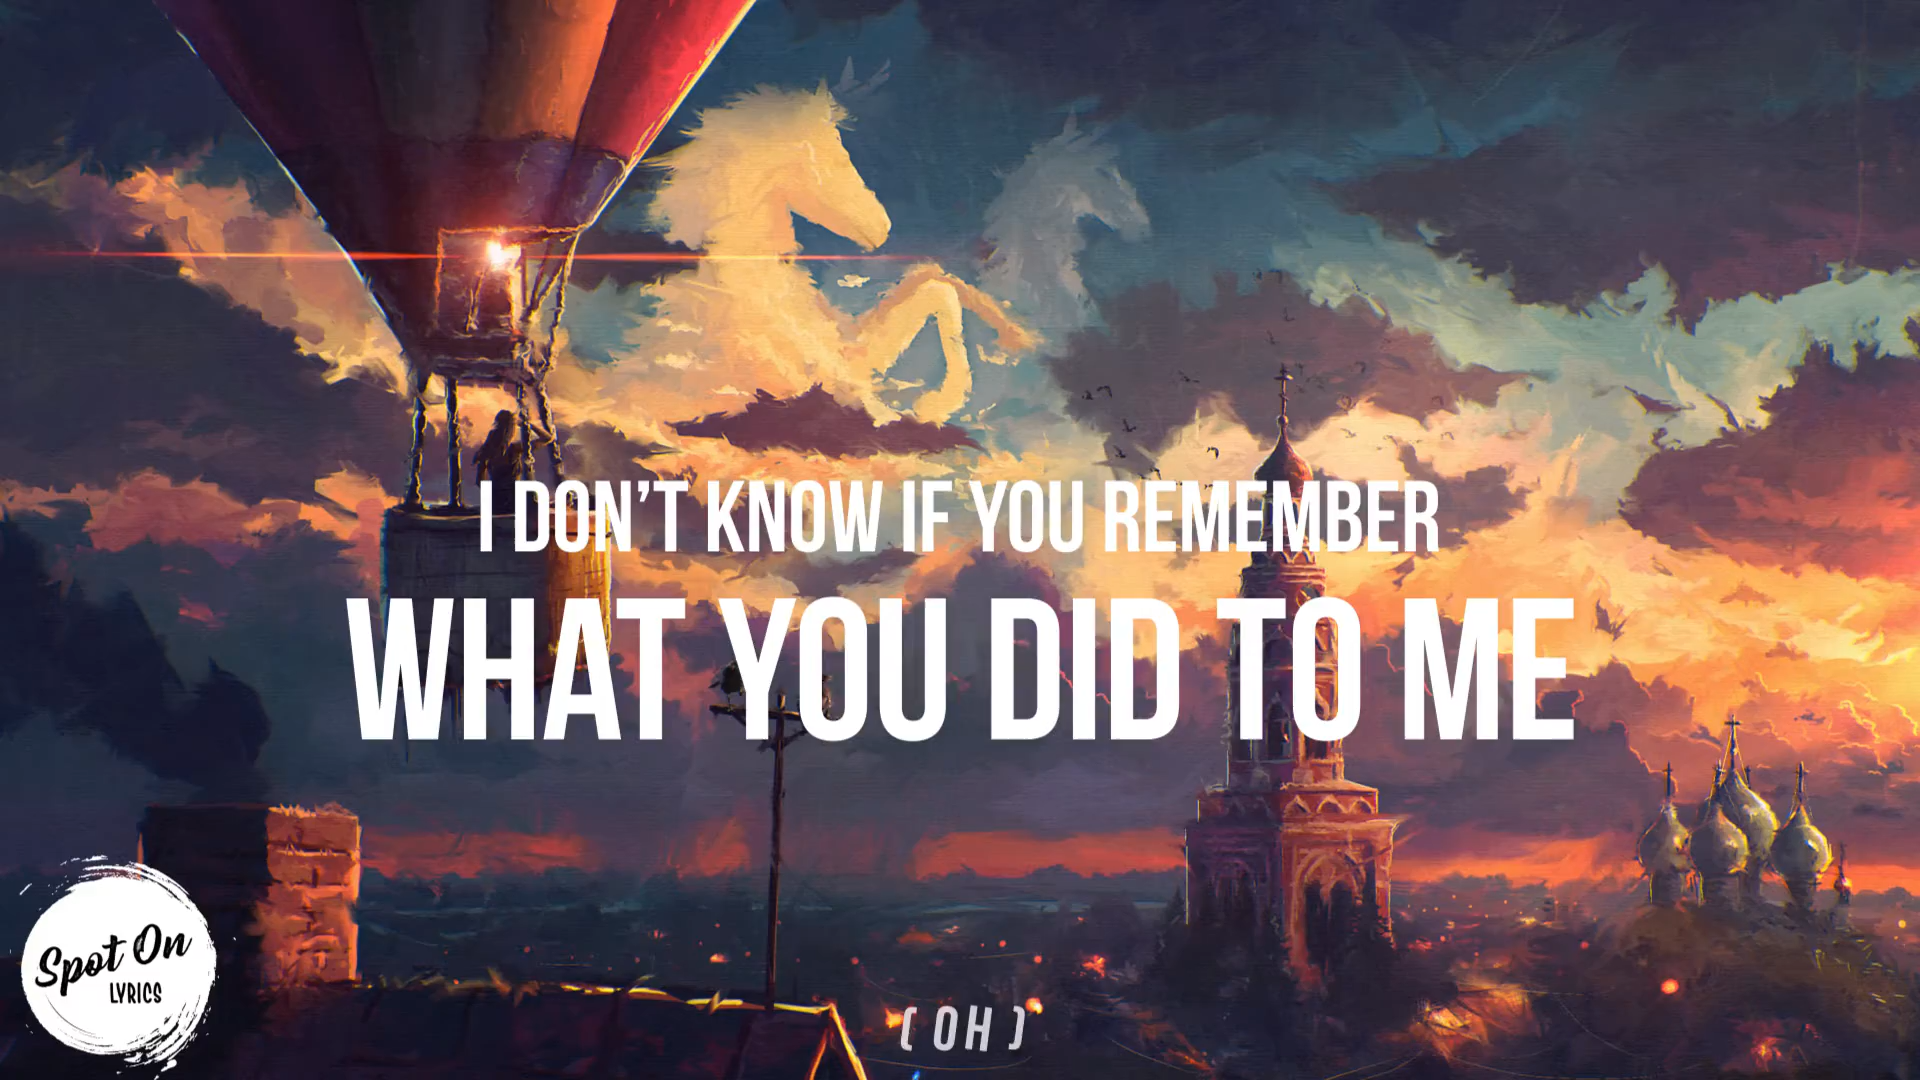 I DON'T KNOW IF YOU REMEMBER
WHAT YOU DID TO ME
Spot On
LYRICS
( OH )